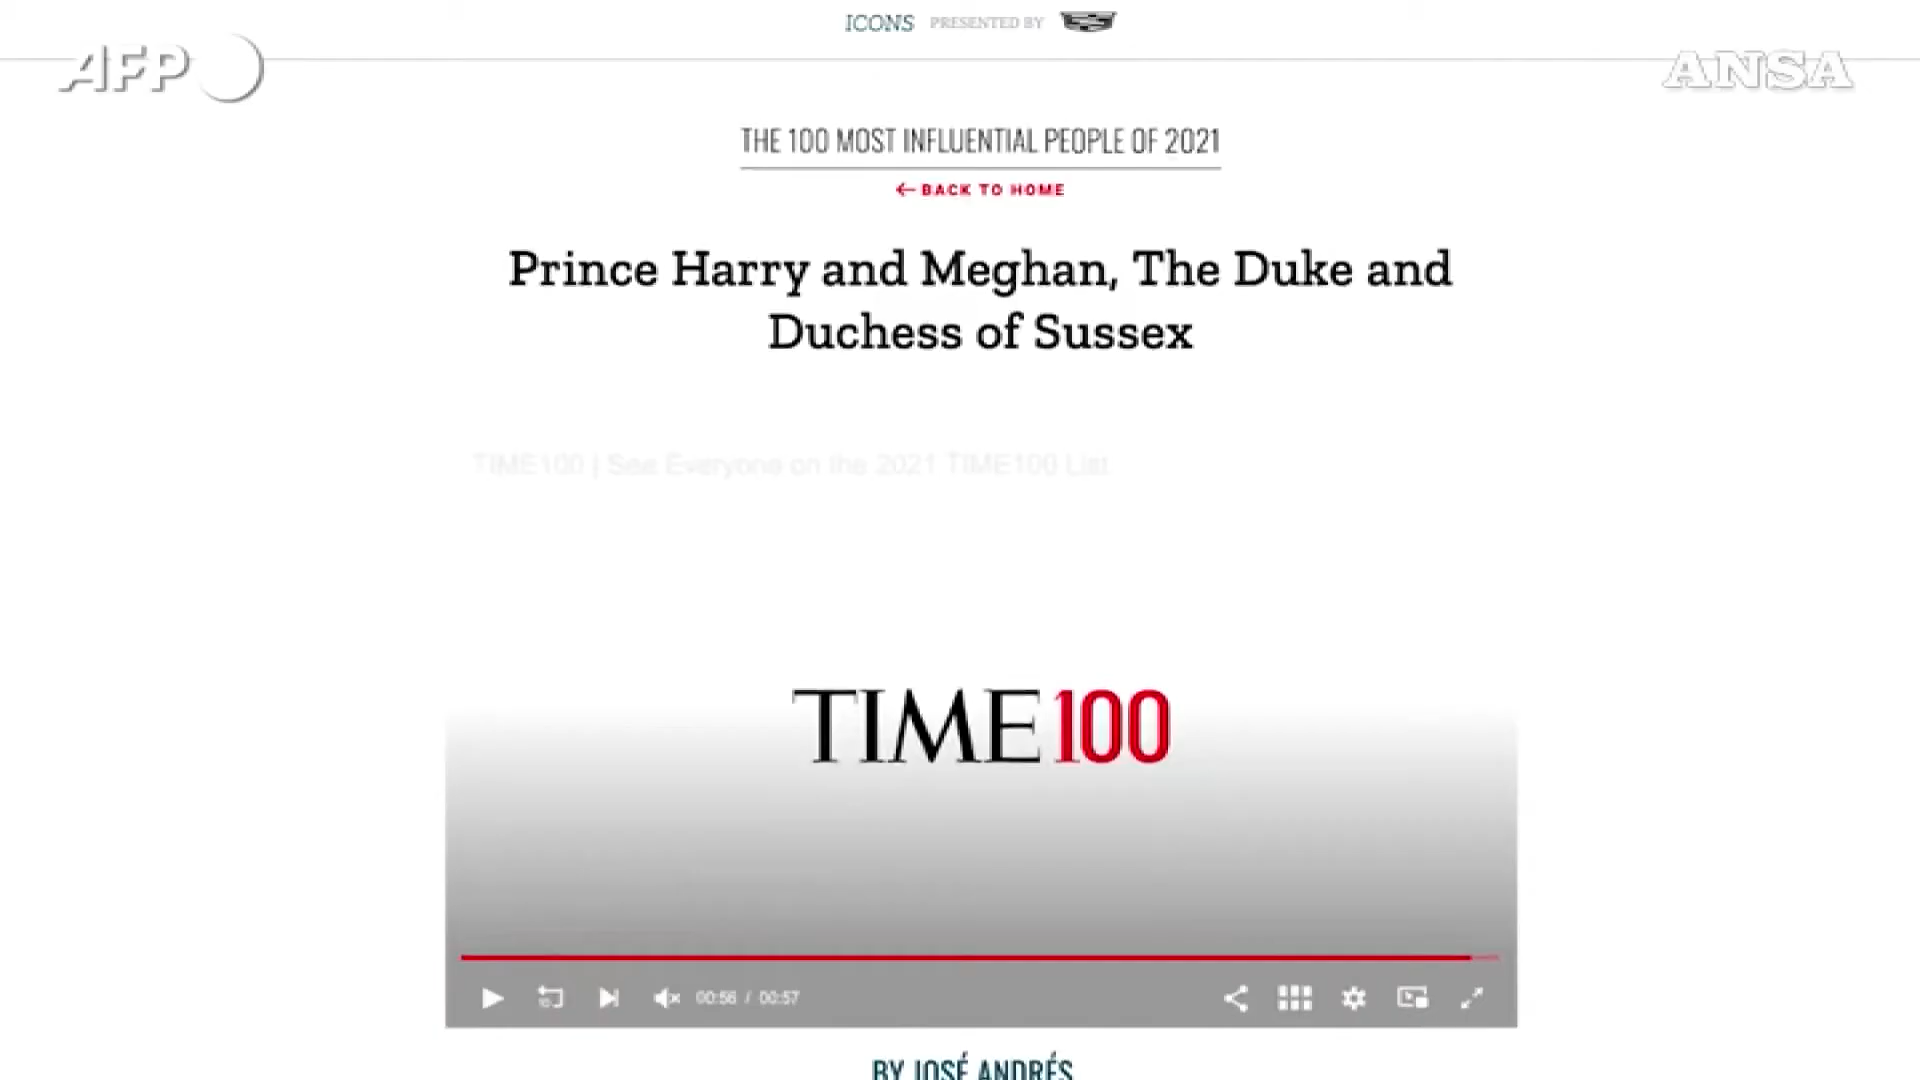 ICONS PRESENTED BY
AFP
ANSA
THE 100 MOST INFLUENTIAL PEOPLE OF 2021
← BACK TO HOME
Prince Harry and Meghan, The Duke and
Duchess of Sussex
TIME100 | See Everyone on the 2021 TIME100 List
TIME100
00:56 / 00:57
BY JOSÉ ANDRÉS